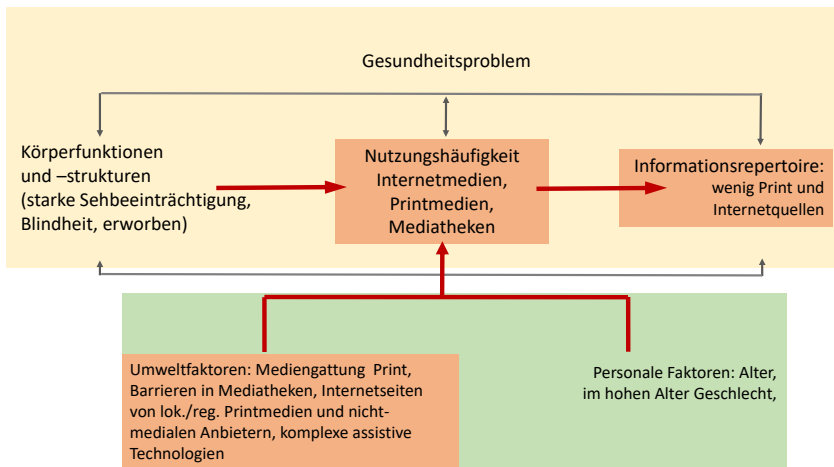 Gesundheitsproblem
Körperfunktionen
und –strukturen
(starke Sehbeeinträchtigung,
Blindheit, erworben)
Nutzungshäufigkeit
Internetmedien,
Printmedien,
Mediatheken
Informationsrepertoire:
wenig Print und
Internetquellen
Umweltfaktoren: Mediengattung Print,
Barrieren in Mediatheken, Internetseiten
von lok./reg. Printmedien und nicht-
medialen Anbietern, komplexe assistive
Technologien
Personale Faktoren: Alter,
im hohen Alter Geschlecht,